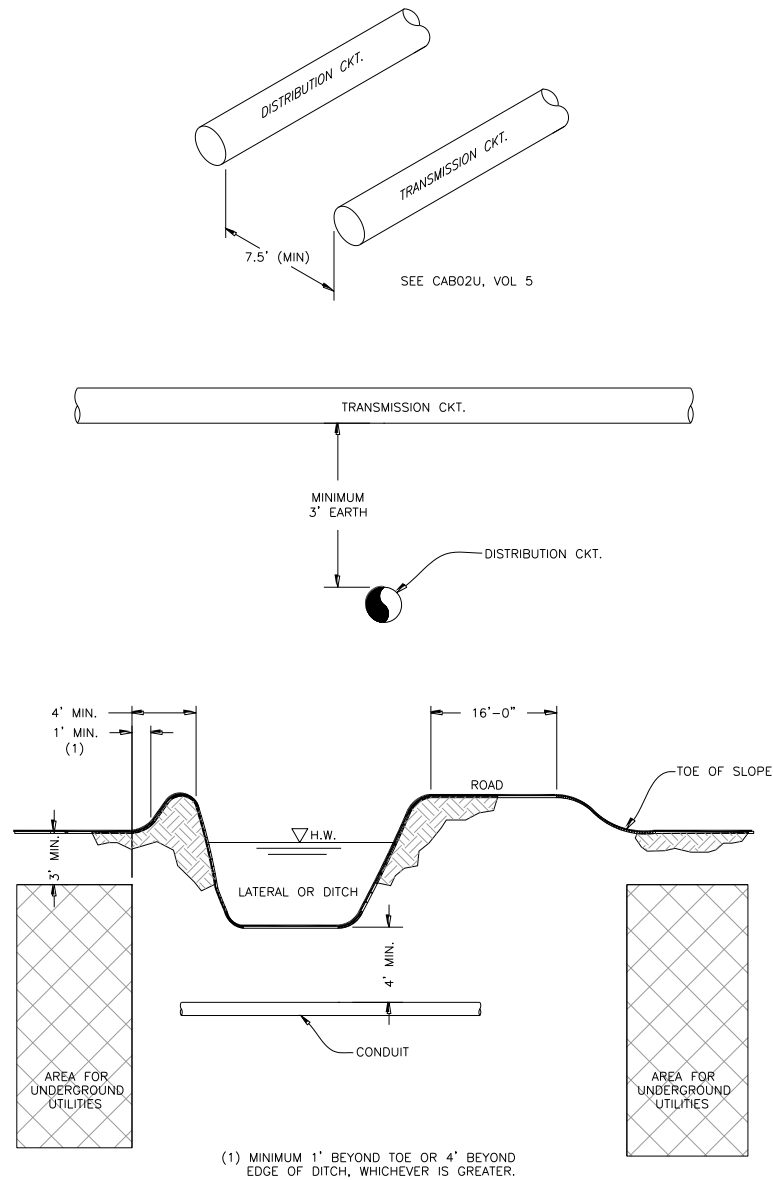 DISTRIBUTION CKT.
TRANSMISSION CKT.
7.5' (MIN)
SEE CAB02U, VOL 5
TRANSMISSION CKT.
MINIMUM
3' EARTH
DISTRIBUTION CKT.
4' MIN.
1' MIN.
(1)
16'-0"
ROAD
TOE OF SLOPE
H.W.
3' MIN.
LATERAL OR DITCH
4' MIN.
CONDUIT
AREA FOR
UNDERGROUND
UTILITIES
AREA FOR
UNDERGROUND
UTILITIES
(1) MINIMUM 1' BEYOND TOE OR 4' BEYOND
EDGE OF DITCH, WHICHEVER IS GREATER.